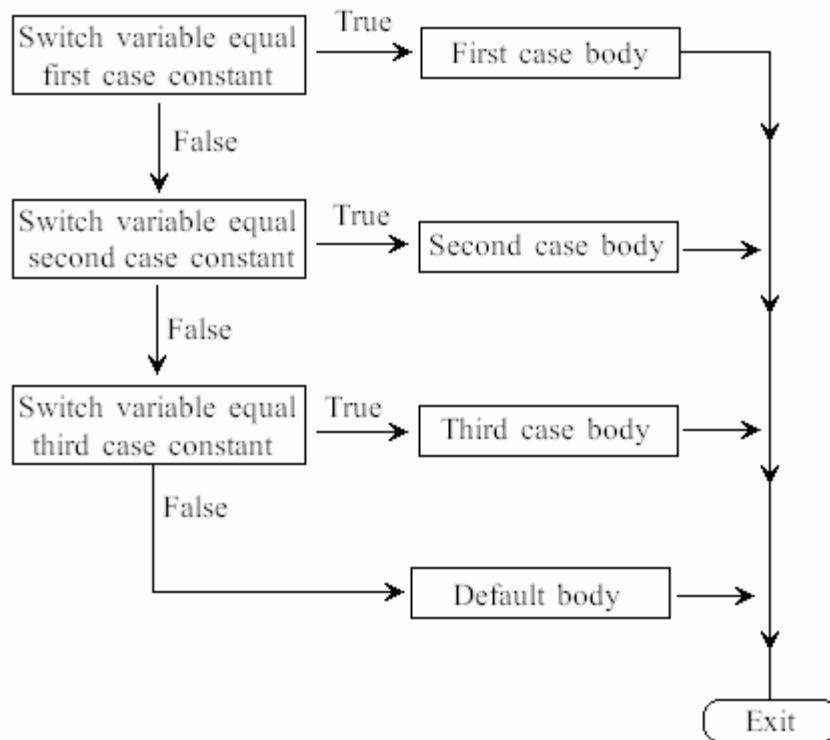 Switch variable equal
first case constant
True
First case body
False
Switch variable equal
second case constant
True
Second case body
False
Switch variable equal
third case constant
True
Third case body
False
Default body
Exit